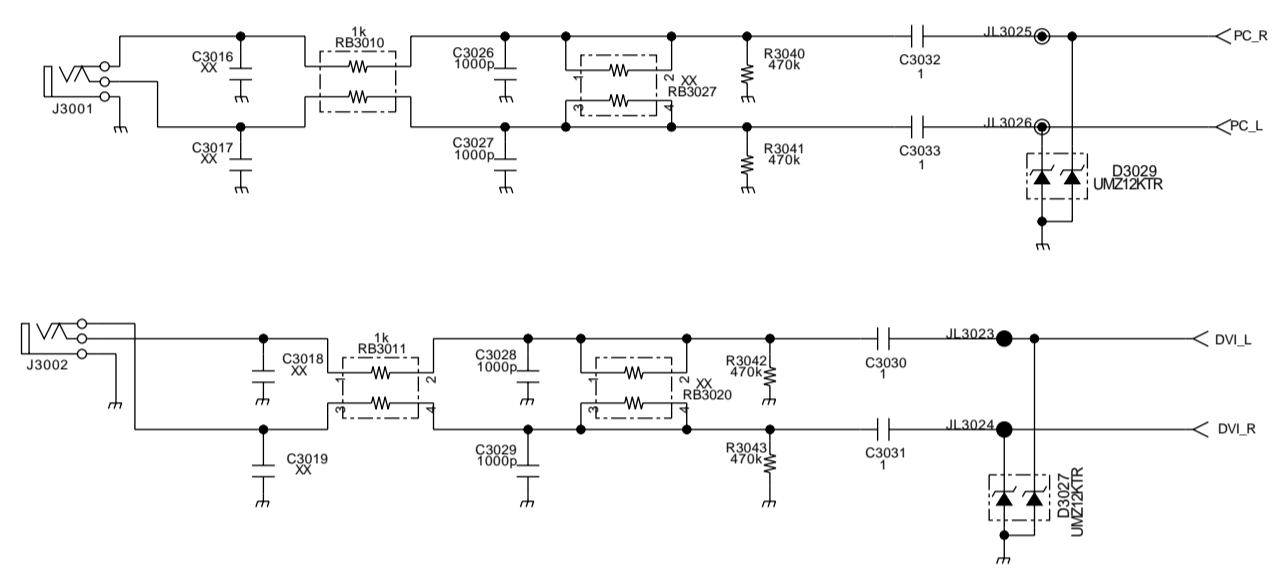 1k
RB3010
C3016
XX
J3001
C3017
XX
C3026
1000p
1
2
XX
RB3027
3
4
C3027
1000p
R3040
470k
R3041
470k
C3032
1
C3033
1
JL3025
JL3026
PC_R
PC_L
D3029
UMZ12KTR
J3002
C3018
XX
C3019
XX
1k
RB3011
1
2
3
4
C3028
1000p
C3029
1000p
1
2
XX
RB3020
3
4
R3042
470k
R3043
470k
C3030
1
C3031
1
JL3023
JL3024
DVI_L
DVI_R
D3027
UMZ12KTR